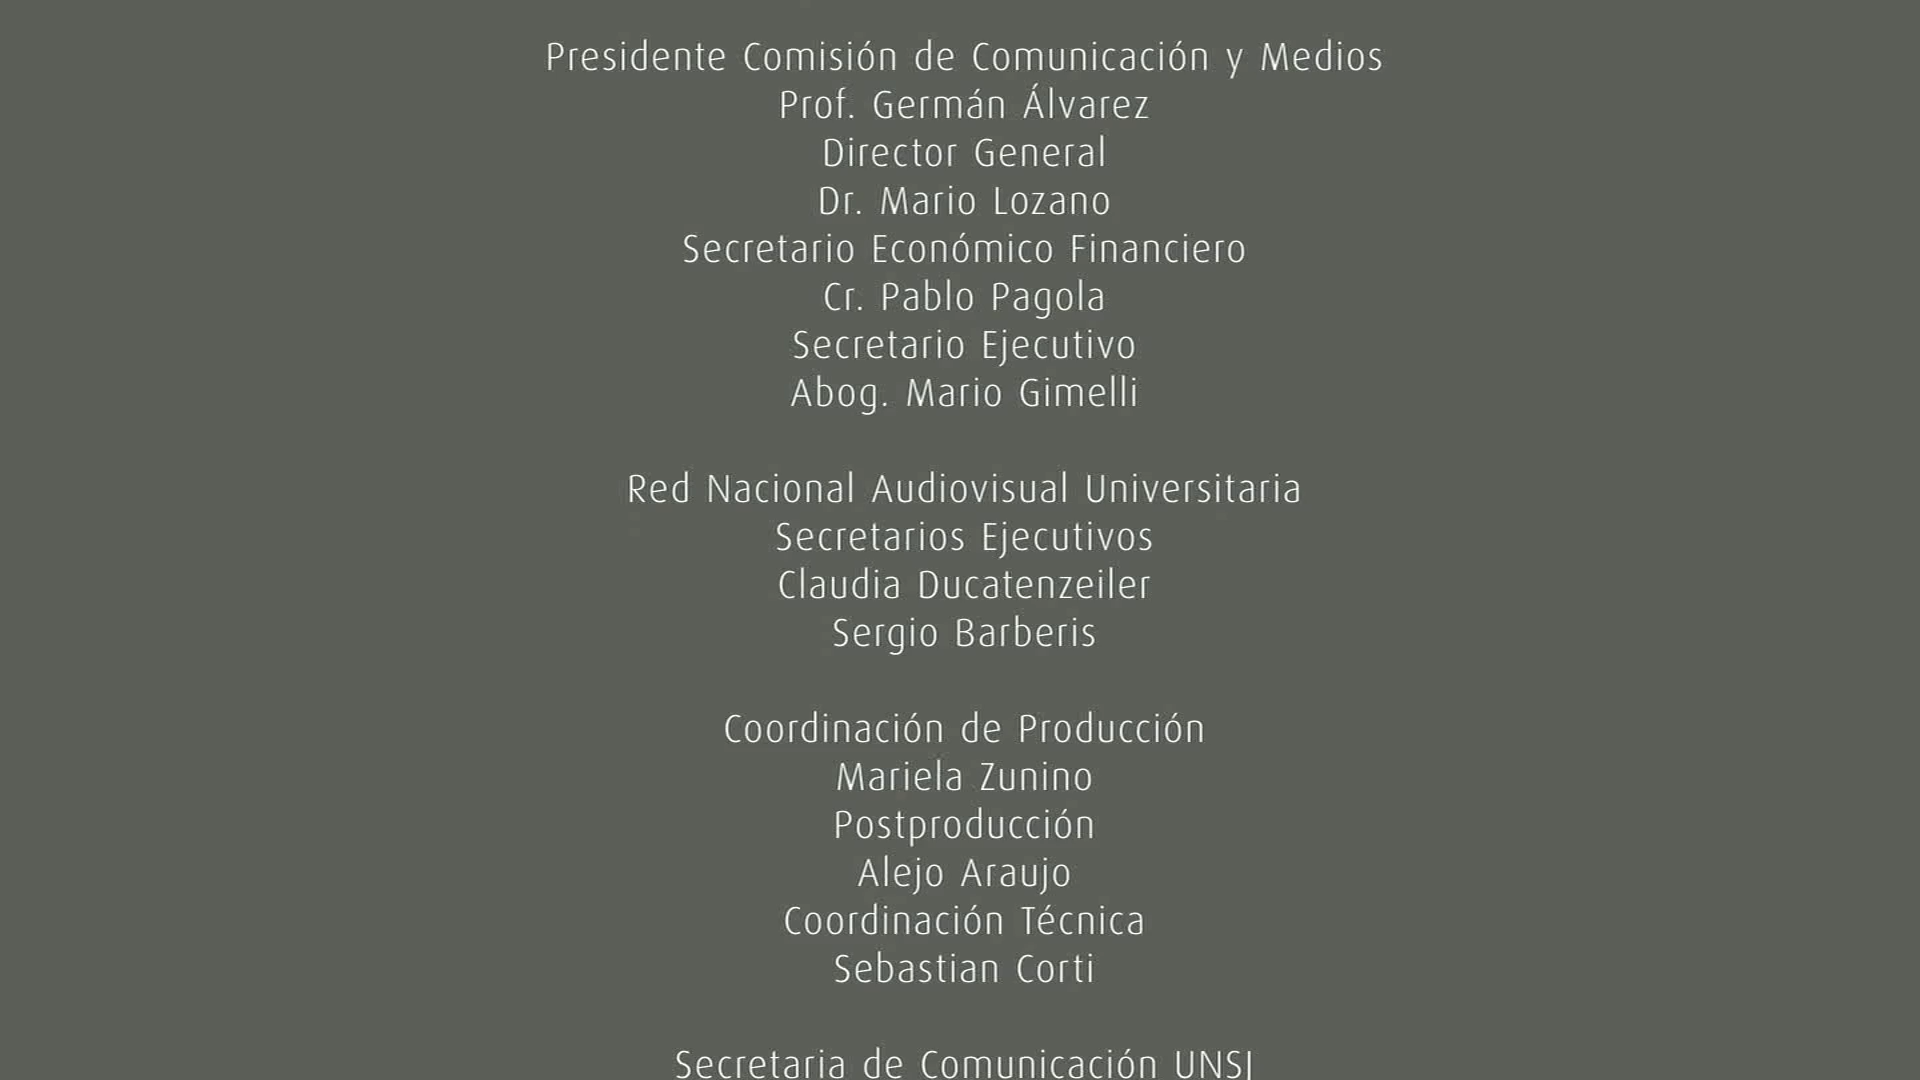 Presidente Comisión de Comunicación y Medios
Prof. Germán Álvarez
Director General
Dr. Mario Lozano
Secretario Económico Financiero
Cr. Pablo Pagola
Secretario Ejecutivo
Abog. Mario Gimelli
Red Nacional Audiovisual Universitaria
Secretarios Ejecutivos
Claudia Ducatenzeiler
Sergio Barberis
Coordinación de Producción
Mariela Zunino
Postproducción
Alejo Araujo
Coordinación Técnica
Sebastian Corti
Secretaria de Comunicación UNSJ